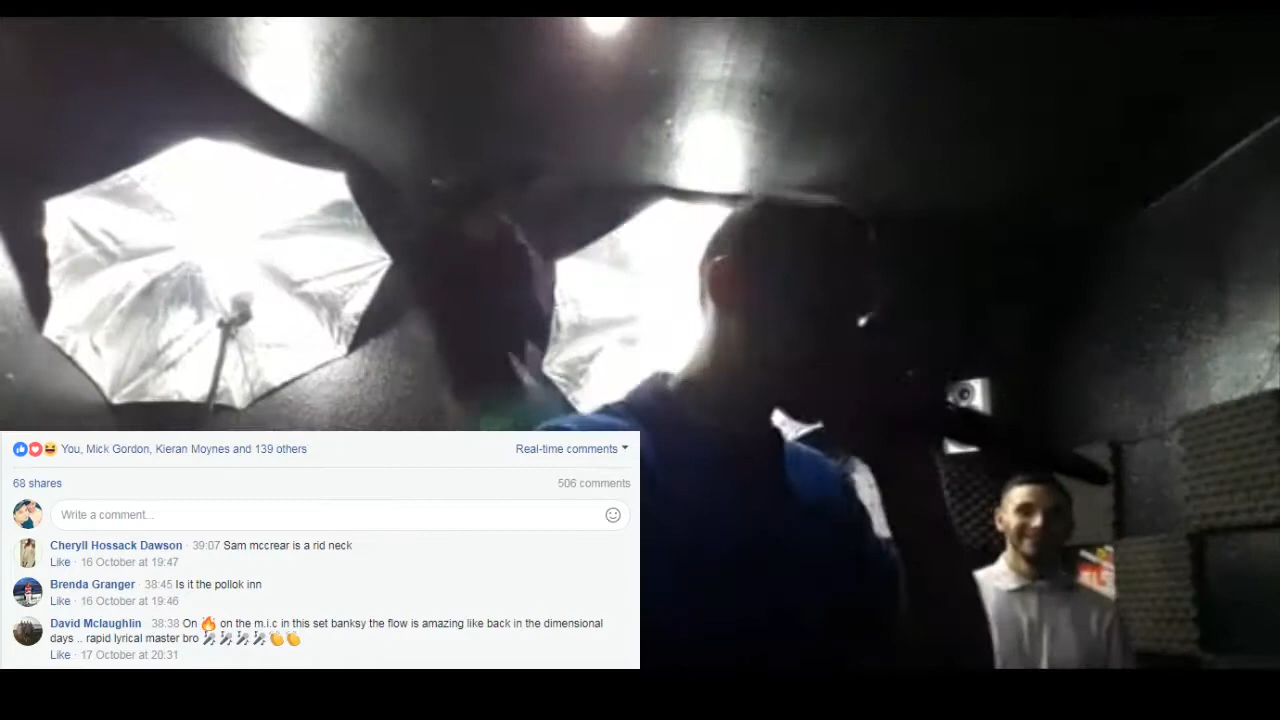 You, Mick Gordon, Kieran Moynes and 139 others
Real-time comments
68 shares
506 comments
Write a comment...
Cheryll Hossack Dawson · 39:07 Sam mccrear is a rid neck
Like · 16 October at 19:47
Brenda Granger · 38:45 Is it the pollok inn
Like · 16 October at 19:46
David Mclaughlin 38:38 On 🔥 on the m.i.c in this set banksy the flow is amazing like back in the dimensional
days .. rapid lyrical master bro 🎤🎤🎤🎤👏👏
Like · 17 October at 20:31